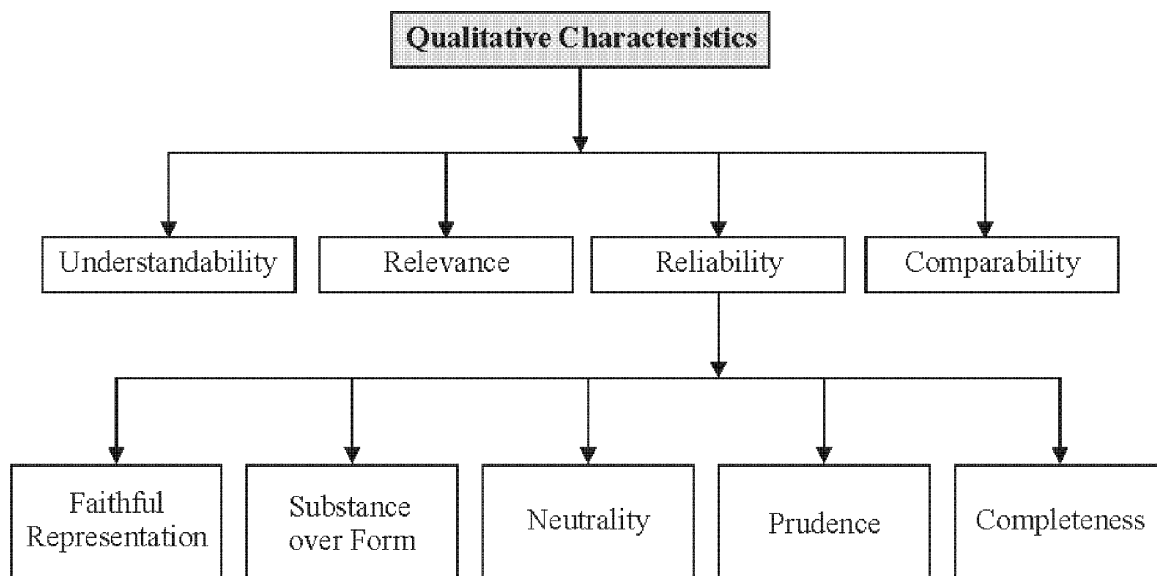 Qualitative Characteristics
Understandability
Relevance
Reliability
Comparability
Faithful
Representation
Substance
over Form
Neutrality
Prudence
Completeness